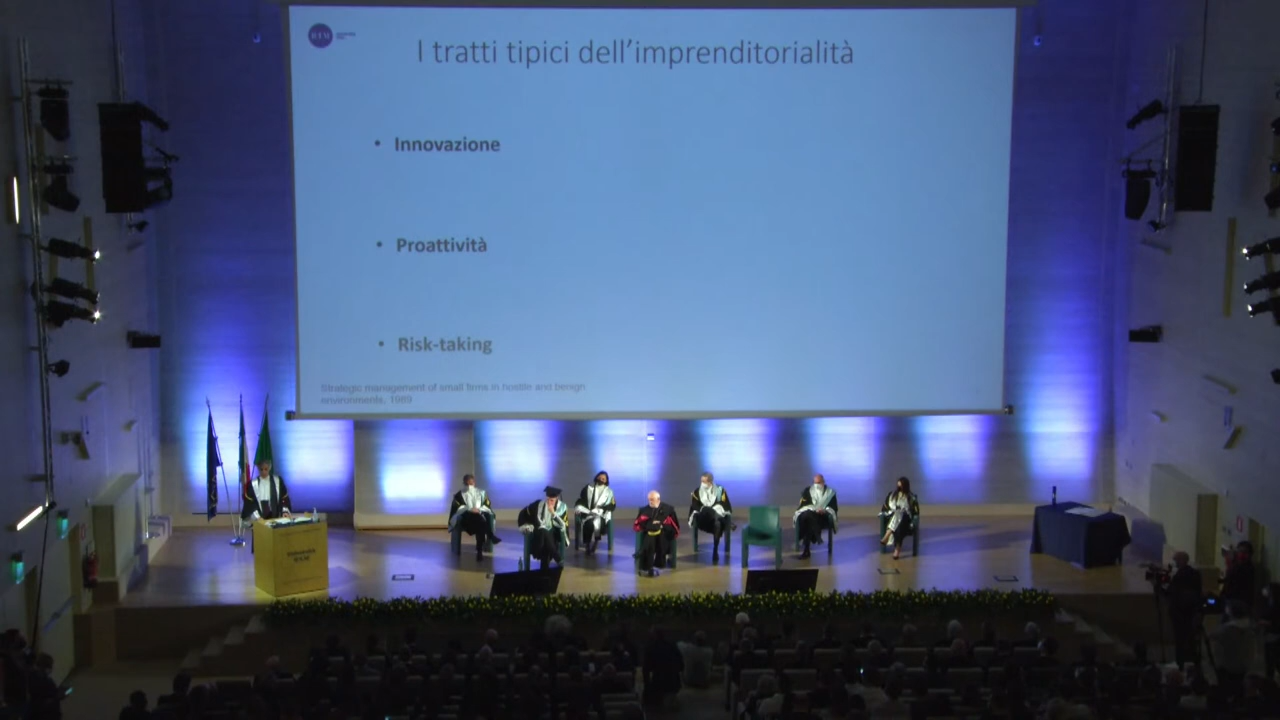 I tratti tipici dell'imprenditorialità
• Innovazione
• Proattività
• Risk-taking
Strategic management of small firms in hostile and benign
environments, 1989